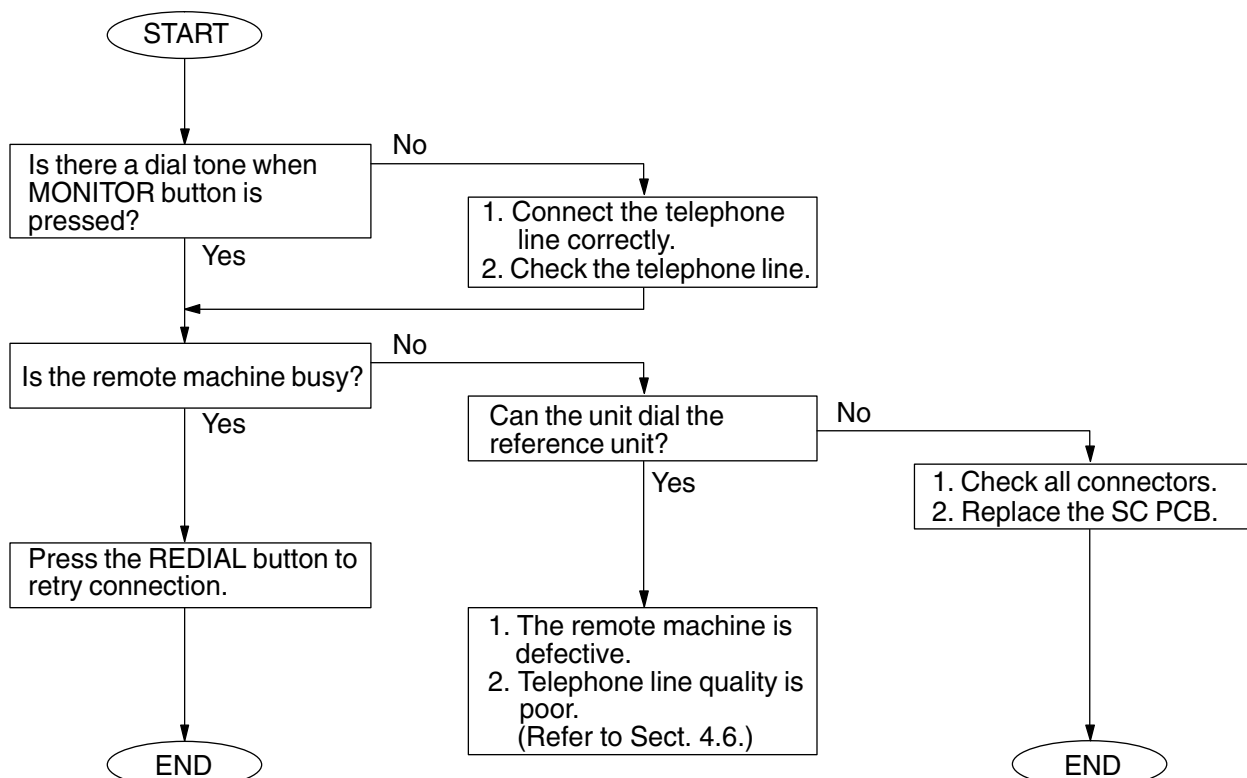 START
Is there a dial tone when
MONITOR button is
pressed?
No
Yes
1. Connect the telephone
line correctly.
2. Check the telephone line.
Is the remote machine busy?
No
Yes
Can the unit dial the
reference unit?
No
Yes
1. Check all connectors.
2. Replace the SC PCB.
Press the REDIAL button to
retry connection.
1. The remote machine is
defective.
2. Telephone line quality is
poor.
(Refer to Sect. 4.6.)
END
END